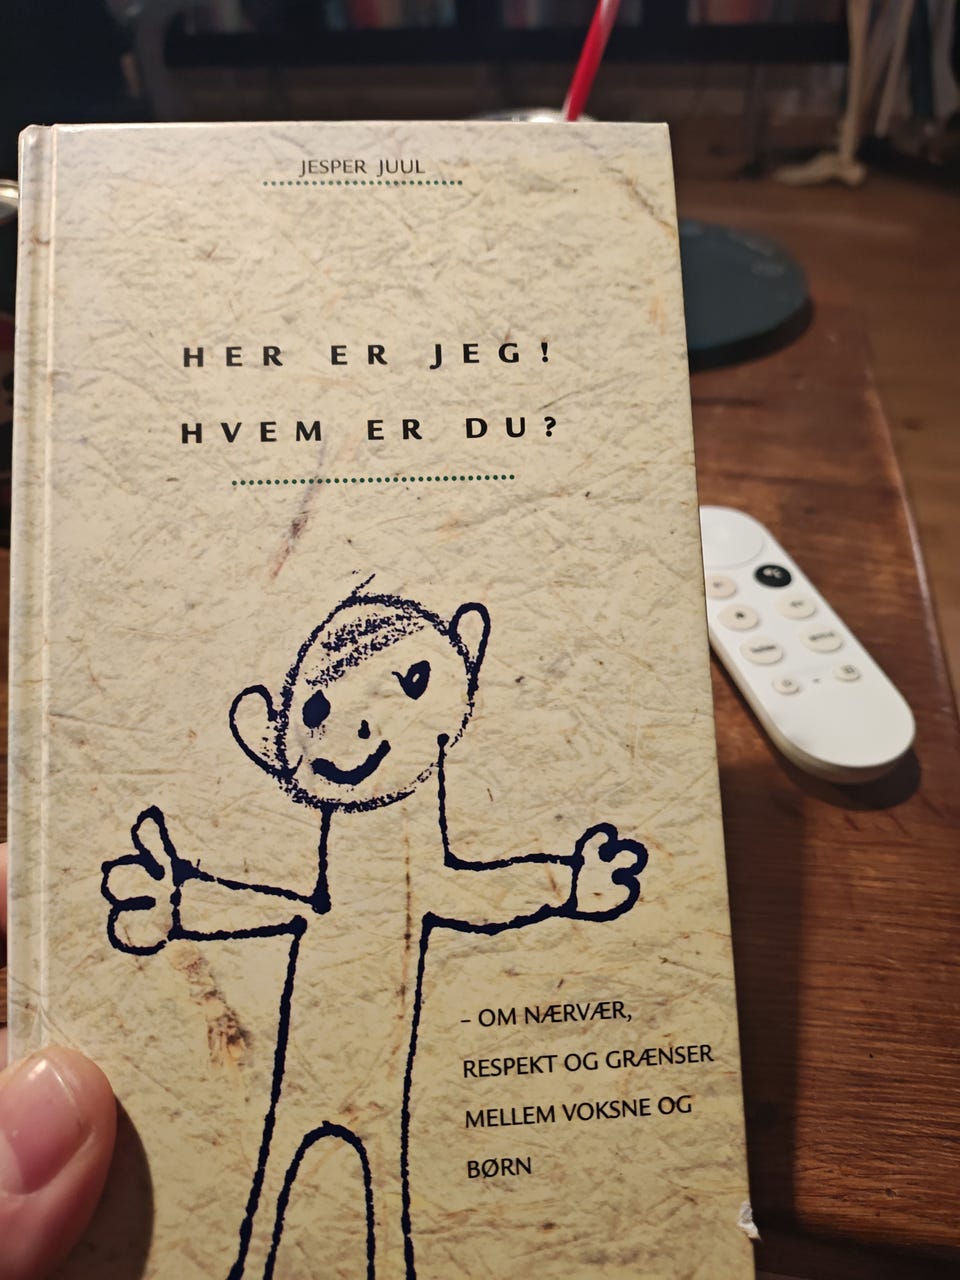 JESPER JUUL
HER ER JEG!
HVEM ER DU?
– OM NÆRVÆR,
RESPEKT OG GRÆNSER
MELLEM VOKSNE OG
BØRN